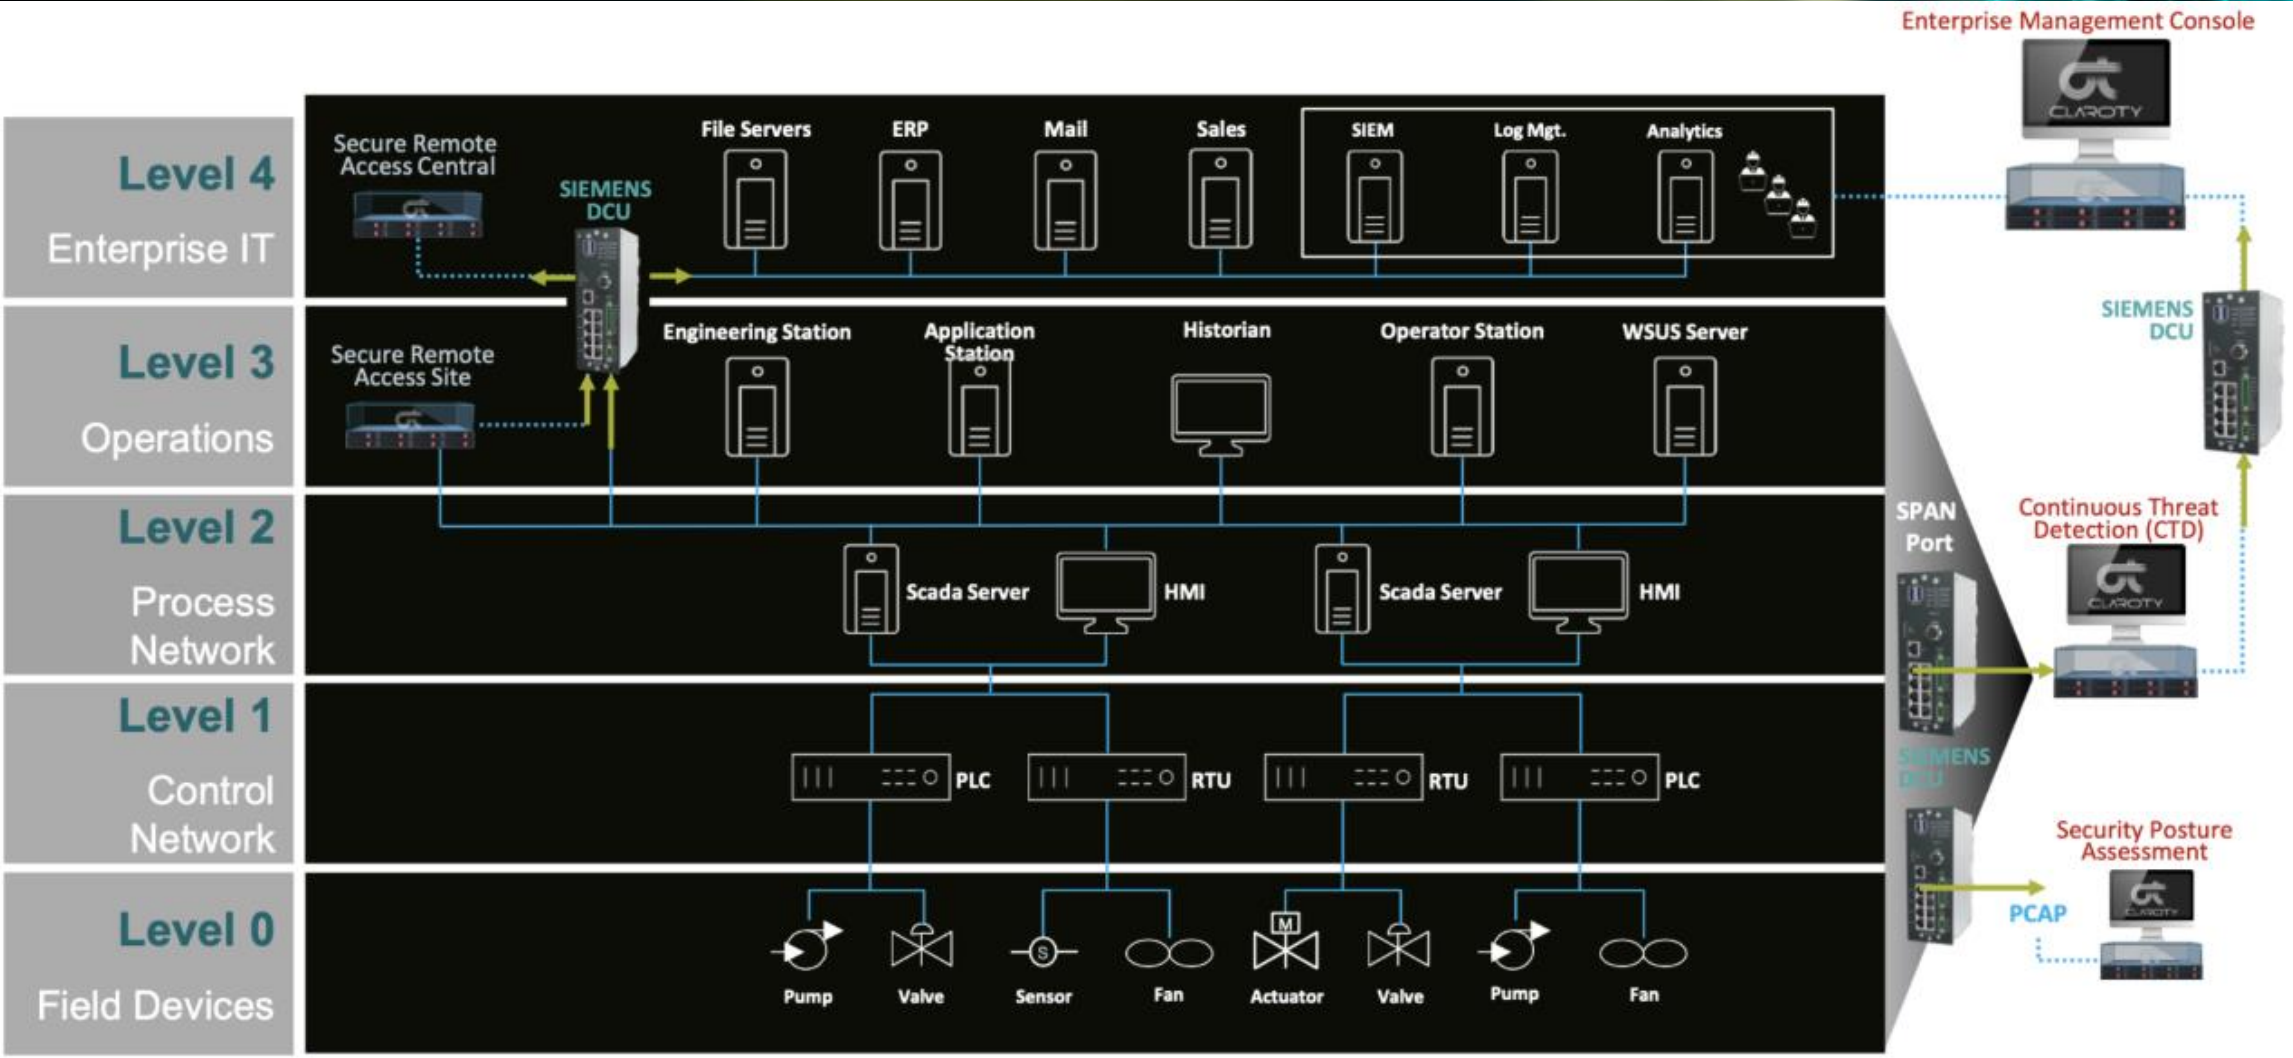 Enterprise Management Console
CLAROTY
Level 4
Enterprise IT
Secure Remote
Access Central
SIEMENS
DCU
File Servers
ERP
Mail
Sales
SIEM
Log Mgt.
Analytics
SIEMENS
DCU
Level 3
Operations
Secure Remote
Access Site
Engineering Station
Application
Station
Historian
Operator Station
WSUS Server
Level 2
Process
Network
Scada Server
HMI
Scada Server
HMI
SPAN
Port
Continuous Threat
Detection (CTD)
CLAROTY
Level 1
Control
Network
PLC
RTU
RTU
PLC
SIEMENS
DCU
Security Posture
Assessment
CLAROTY
PCAP
Level 0
Field Devices
M
S
Pump
Valve
Sensor
Fan
Actuator
Valve
Pump
Fan